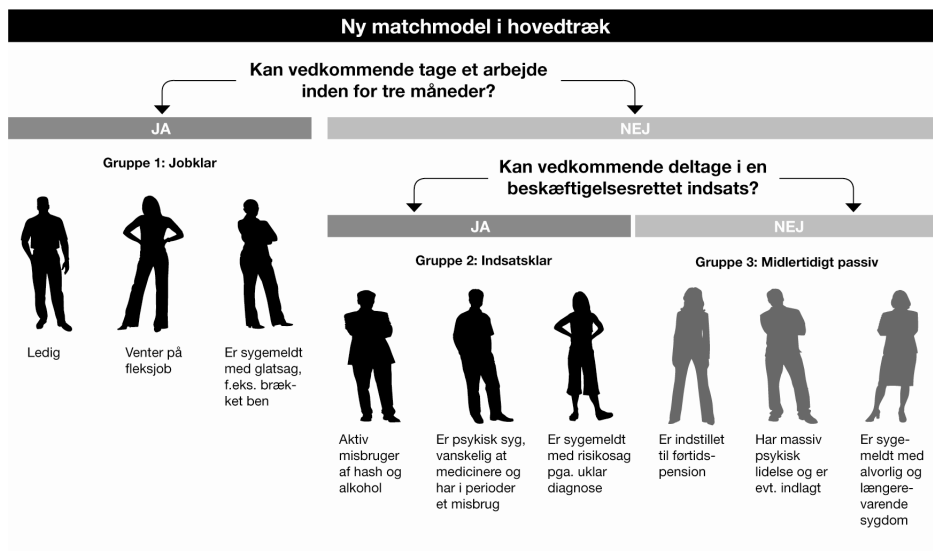 Ny matchmodel i hovedtræk
Kan vedkommende tage et arbejde
inden for tre måneder?
JA
NEJ
Gruppe 1: Jobklar
Ledig
Venter på
fleksjob
Er sygemeldt
med glatsag,
f.eks. bræk-
ket ben
Kan vedkommende deltage i en
beskæftigelsesrettet indsats?
JA
NEJ
Gruppe 2: Indsatsklar
Aktiv
misbruger
af hash og
alkohol
Er psykisk syg,
vanskelig at
medicinere og
har i perioder
et misbrug
Er sygemeldt
med risikosag
pga. uklar
diagnose
Gruppe 3: Midlertidigt passiv
Er indstillet
til førtids-
pension
Har massiv
psykisk
lidelse og er
evt. indlagt
Er syge-
meldt med
alvorlig og
længere-
varende
sygdom